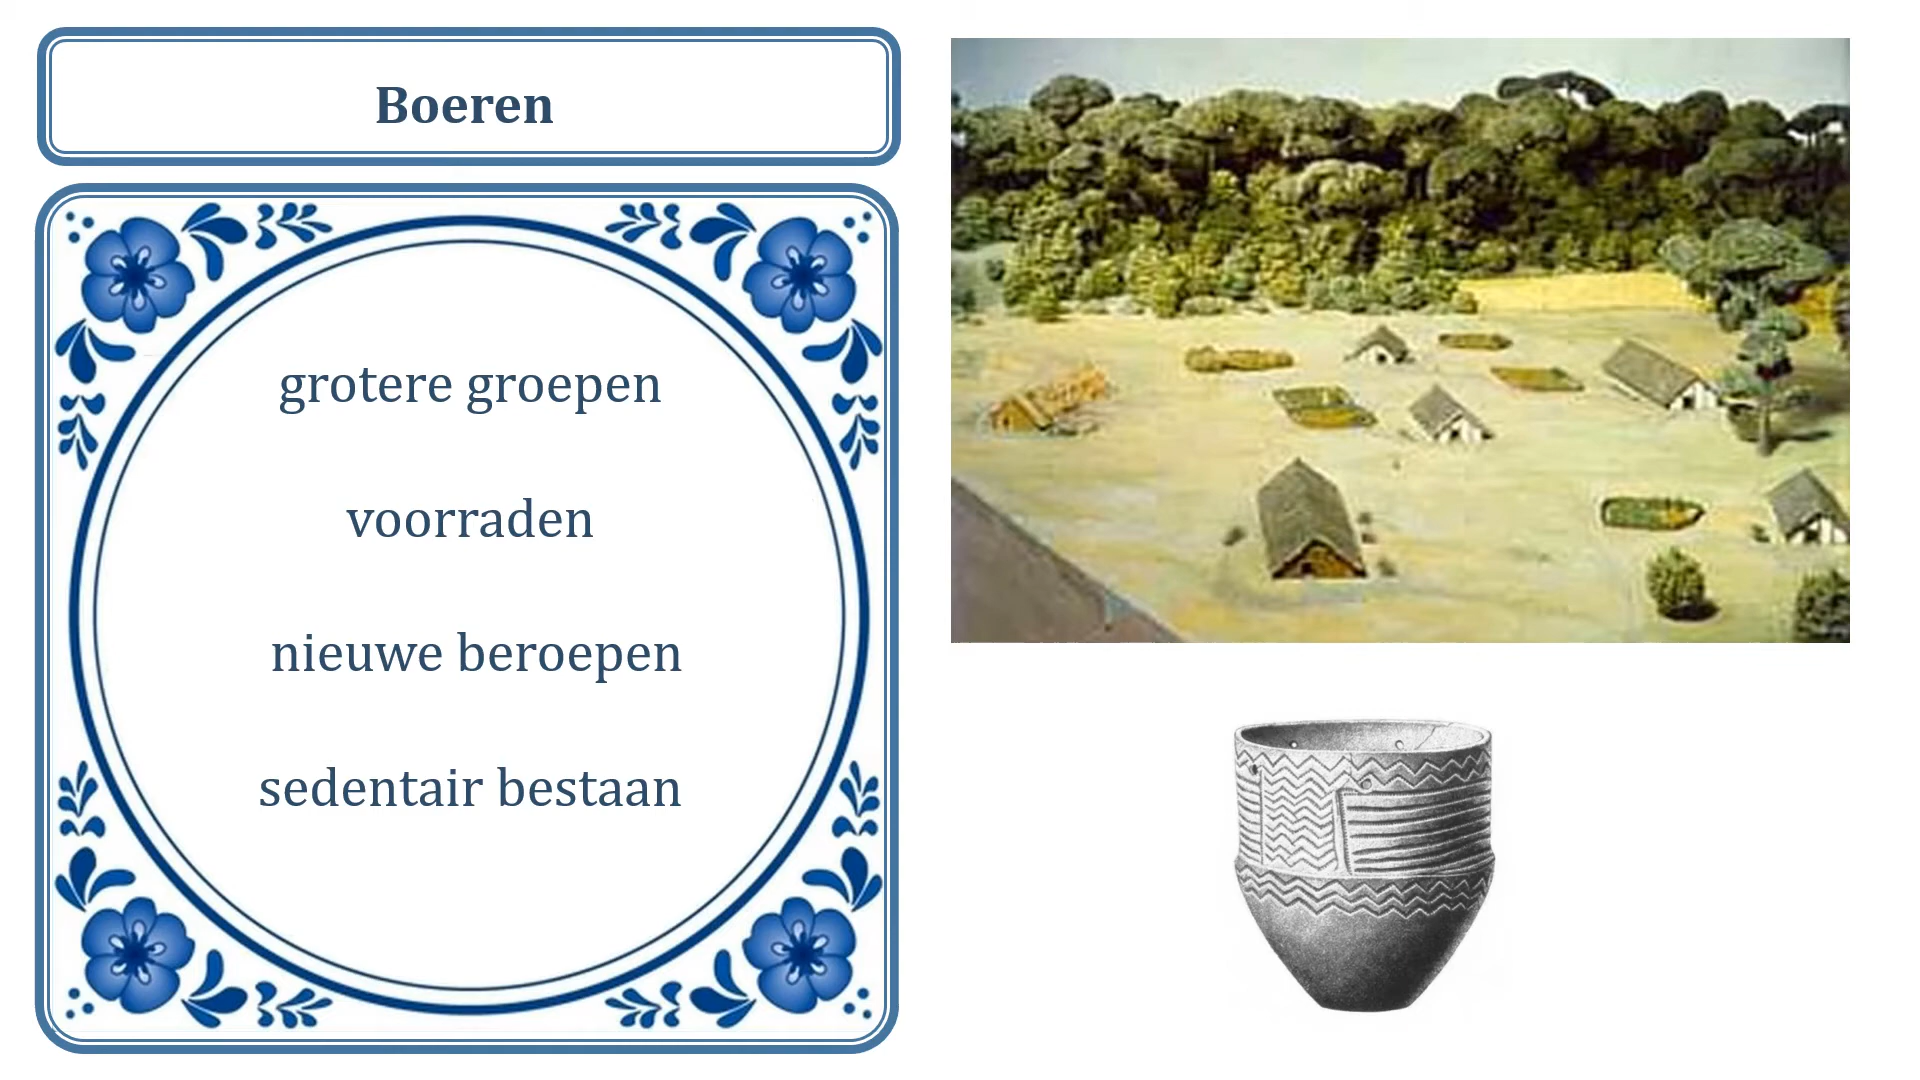 Boeren
grotere groepen
voorraden
nieuwe beroepen
sedentair bestaan